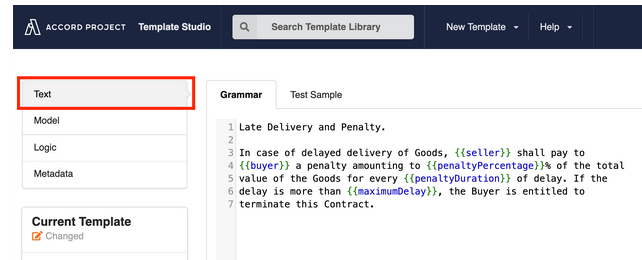 ACCORD PROJECT Template Studio Search Template Library New Template Help
Text
Model
Logic
Metadata
Current Template
Changed
Grammar Test Sample
1 Late Delivery and Penalty.
2
3 In case of delayed delivery of Goods, {{seller}} shall pay to
4 {{buyer}} a penalty amounting to {{penaltyPercentage}}% of the total
5 value of the Goods for every {{penaltyDuration}} of delay. If the
6 delay is more than {{maximumDelay}}, the Buyer is entitled to
7 terminate this Contract.